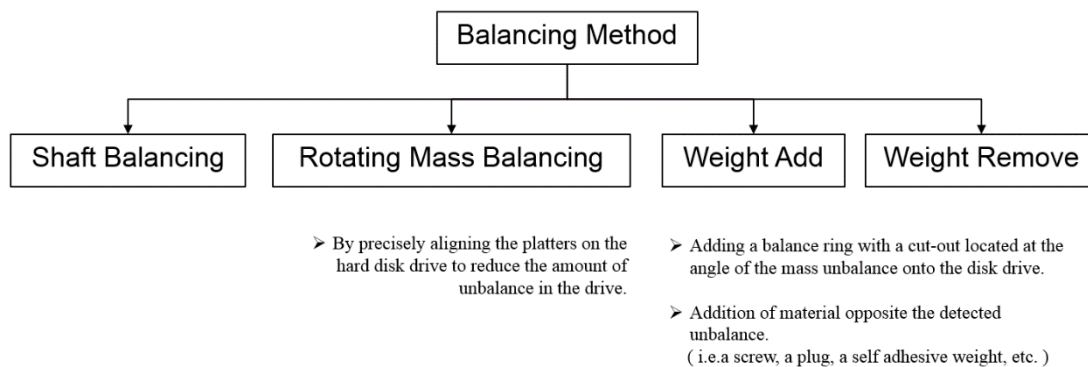 Balancing Method
Shaft Balancing
Rotating Mass Balancing
Weight Add
Weight Remove
➢ By precisely aligning the platters on the
hard disk drive to reduce the amount of
unbalance in the drive.
➢ Adding a balance ring with a cut-out located at the
angle of the mass unbalance onto the disk drive.
➢ Addition of material opposite the detected
unbalance.
( i.e.a screw, a plug, a self adhesive weight, etc. )